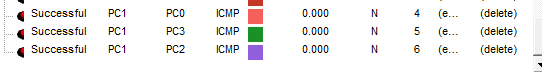 Successful PC1 PC0 ICMP 0.000 N 4 (e... (delete)
Successful PC1 PC3 ICMP 0.000 N 5 (e... (delete)
Successful PC1 PC2 ICMP 0.000 N 6 (e... (delete)